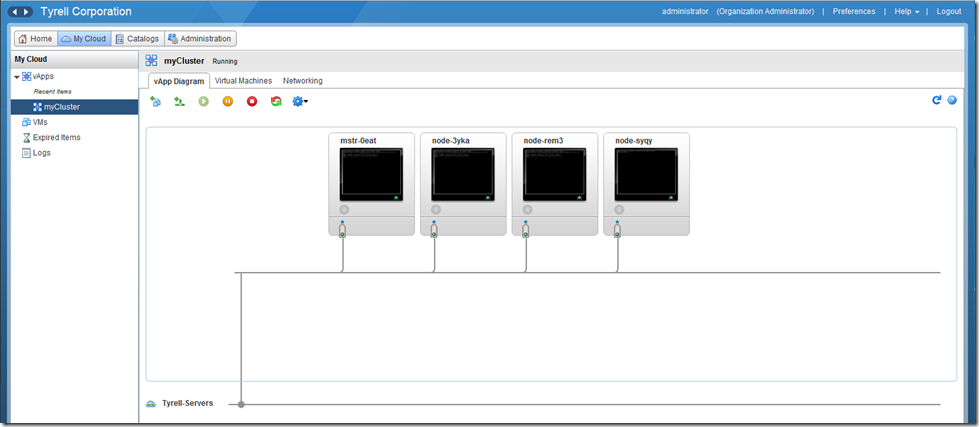 Tyrell Corporation
administrator (Organization Administrator) | Preferences | Help | Logout
Home My Cloud Catalogs Administration
My Cloud
vApps
Recent Items
myCluster
VMs
Expired Items
Logs
myCluster Running
vApp Diagram Virtual Machines Networking
mstr-0eat node-3yka node-rem3 node-syqy
Tyrell-Servers